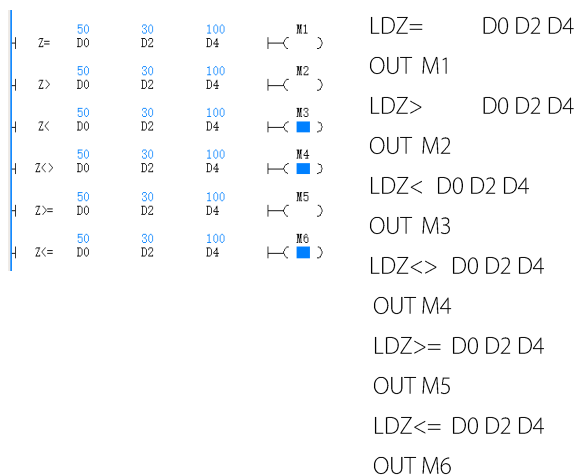 50 30 100 M1
Z= D0 D2 D4 ( )
50 30 100 M2
Z> D0 D2 D4 ( )
50 30 100 M3
Z< D0 D2 D4 ( )
50 30 100 M4
Z<> D0 D2 D4 ( )
50 30 100 M5
Z>= D0 D2 D4 ( )
50 30 100 M6
Z<= D0 D2 D4 ( )
LDZ= D0 D2 D4
OUT M1
LDZ> D0 D2 D4
OUT M2
LDZ< D0 D2 D4
OUT M3
LDZ<> D0 D2 D4
OUT M4
LDZ>= D0 D2 D4
OUT M5
LDZ<= D0 D2 D4
OUT M6